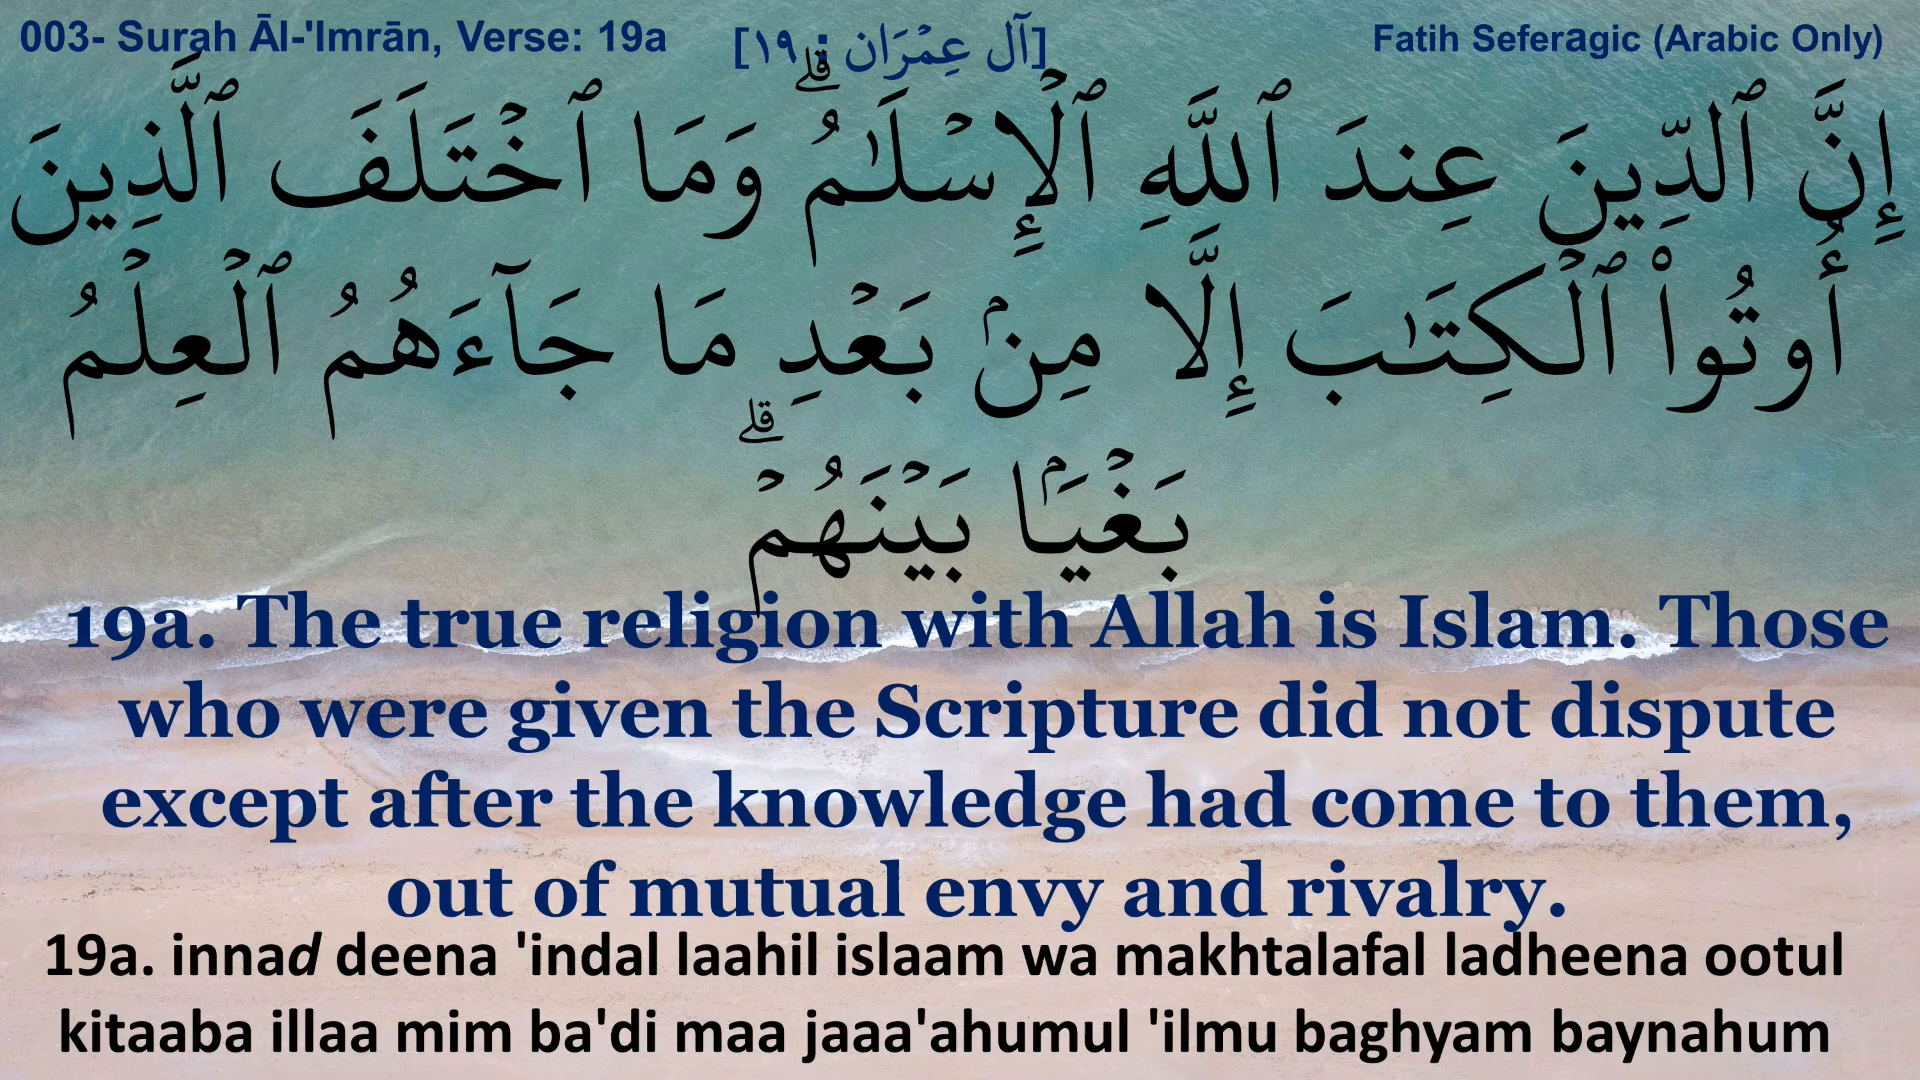 003- Surah Āl-'Imrān, Verse: 19a
[آل عِمْرَان : ١٩]
Fatih Seferagic (Arabic Only)
إِنَّ ٱلدِّينَ عِندَ ٱللَّهِ ٱلْإِسْلَـٰمُ ۗ وَمَا ٱخْتَلَفَ ٱلَّذِينَ
أُوتُوا۟ ٱلْكِتَـٰبَ إِلَّا مِنۢ بَعْدِ مَا جَآءَهُمُ ٱلْعِلْمُ
بَغْيًۢا بَيْنَهُمْ ۗ
19a. The true religion with Allah is Islam. Those
who were given the Scripture did not dispute
except after the knowledge had come to them,
out of mutual envy and rivalry.
19a. innad deena 'indal laahil islaam wa makhtalafal ladheena ootul
kitaaba illaa mim ba'di maa jaaa'ahumul 'ilmu baghyam baynahum